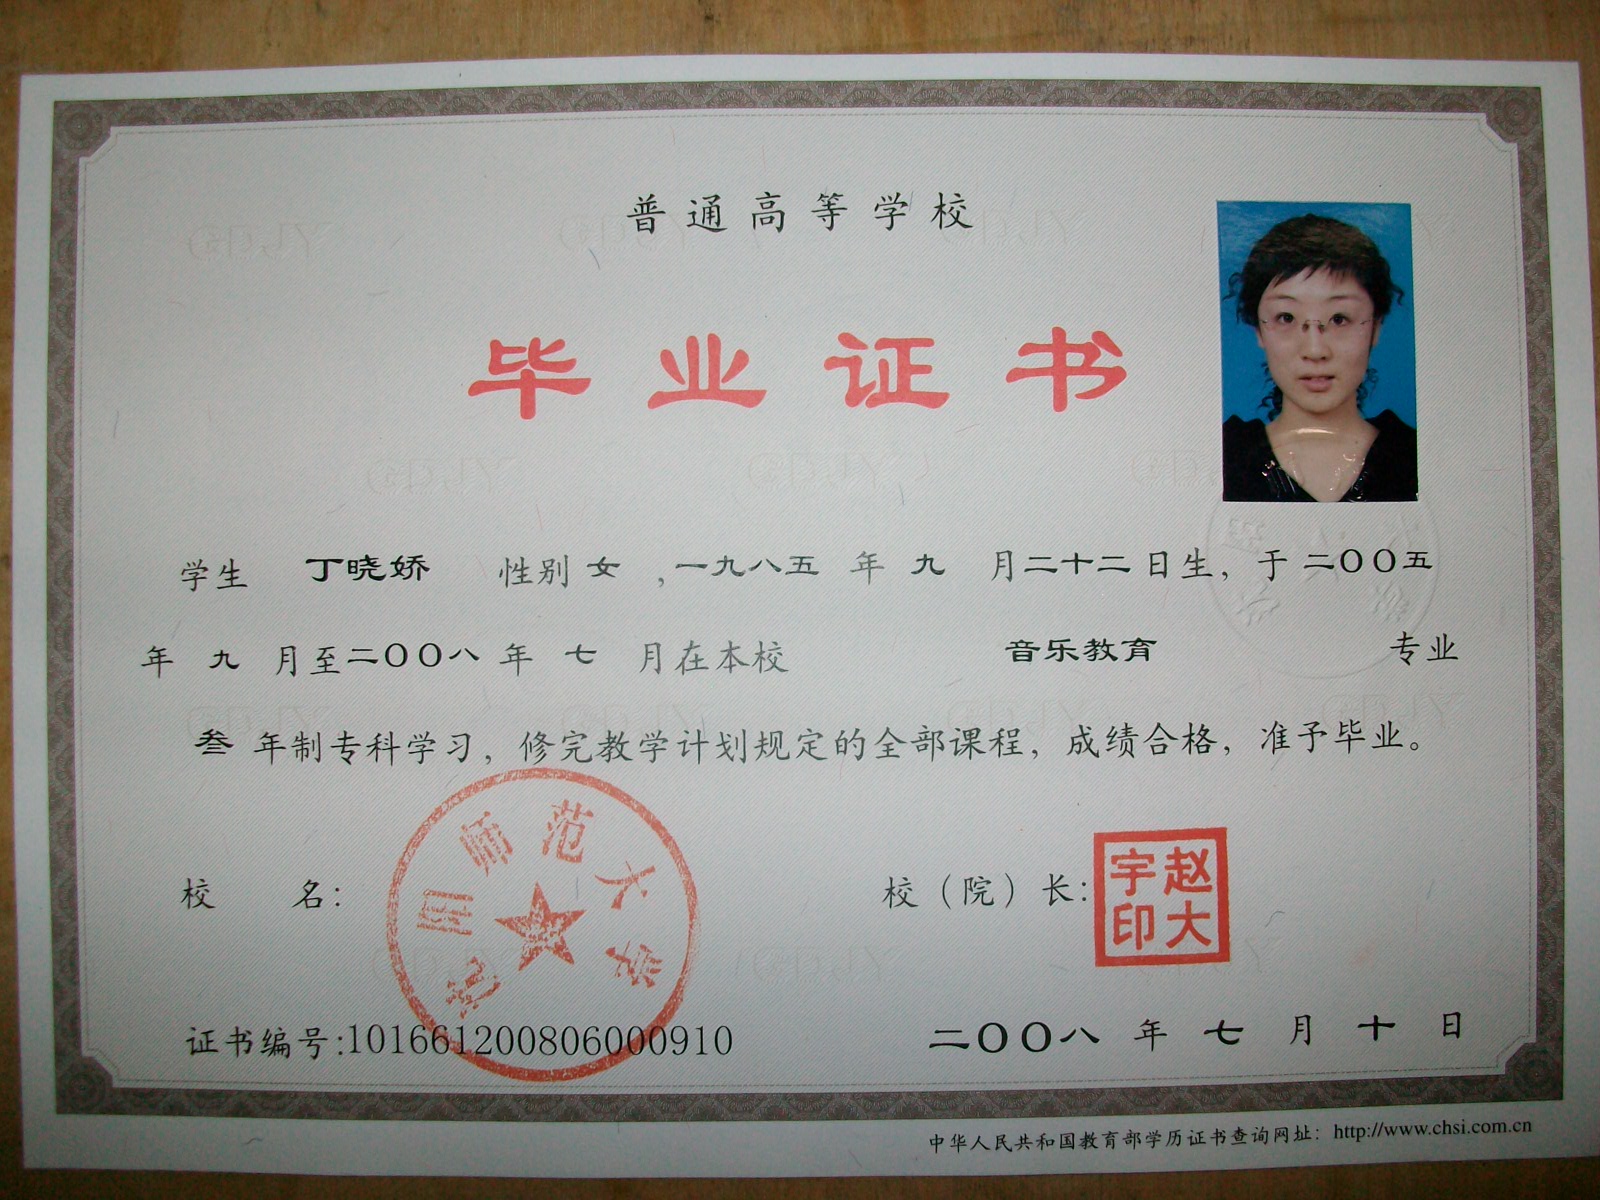 普通高等学校
毕业证书
学生 丁晓娇 性别 女 ,一九八五 年 九 月二十二日生，于 二〇〇五
年 九 月至二〇〇八 年 七 月在本校 音乐教育 专业
叁 年制专科学习，修完教学计划规定的全部课程，成绩合格，准予毕业。
师范大学
校 名：
校（院）长：
赵大宇印
证书编号:101661200806000910
二〇〇八 年 七 月 十 日
中华人民共和国教育部学历证书查询网址：http://www.chsi.com.cn